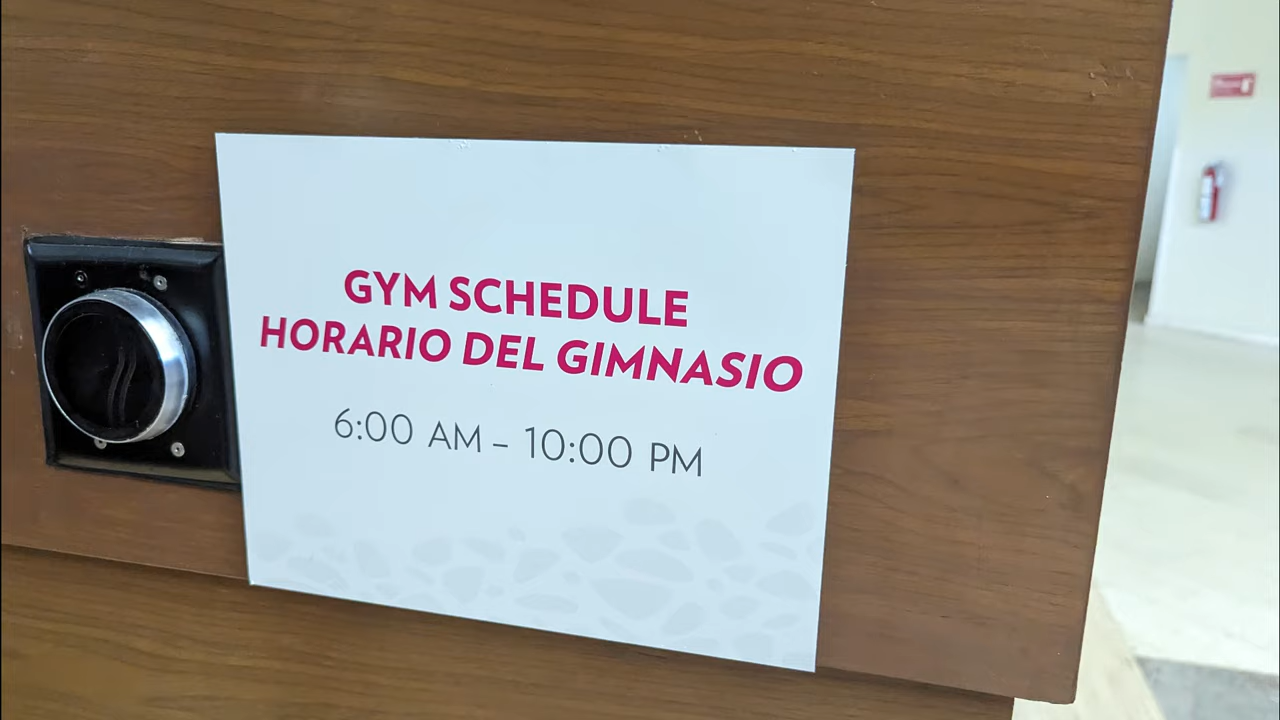 GYM SCHEDULE
HORARIO DEL GIMNASIO
6:00 AM – 10:00 PM